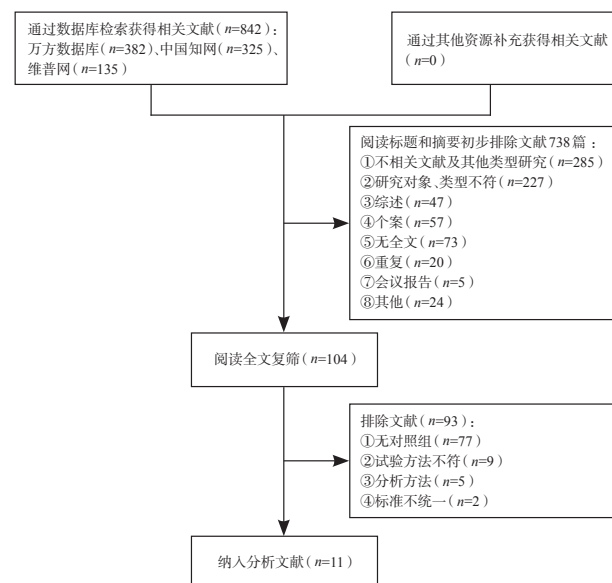 通过数据库检索获得相关文献(n=842):
万方数据库(n=382)、中国知网(n=325)、
维普网(n=135)
通过其他资源补充获得相关文献
(n=0)
阅读标题和摘要初步排除文献738篇:
①不相关文献及其他类型研究(n=285)
②研究对象、类型不符(n=227)
③综述(n=47)
④个案(n=57)
⑤无全文(n=73)
⑥重复(n=20)
⑦会议报告(n=5)
⑧其他(n=24)
阅读全文复筛(n=104)
排除文献(n=93):
①无对照组(n=77)
②试验方法不符(n=9)
③分析方法(n=5)
④标准不统一(n=2)
纳入分析文献(n=11)